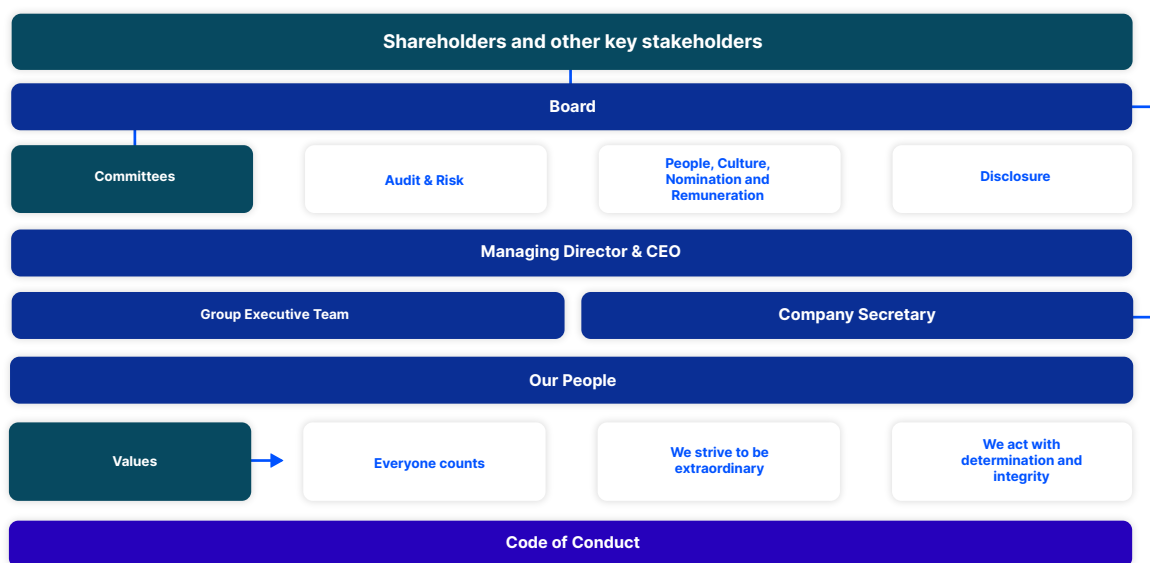 Shareholders and other key stakeholders
Board
Committees
Audit & Risk
People, Culture,
Nomination and
Remuneration
Disclosure
Managing Director & CEO
Group Executive Team
Company Secretary
Our People
Values
Everyone counts
We strive to be
extraordinary
We act with
determination and
integrity
Code of Conduct